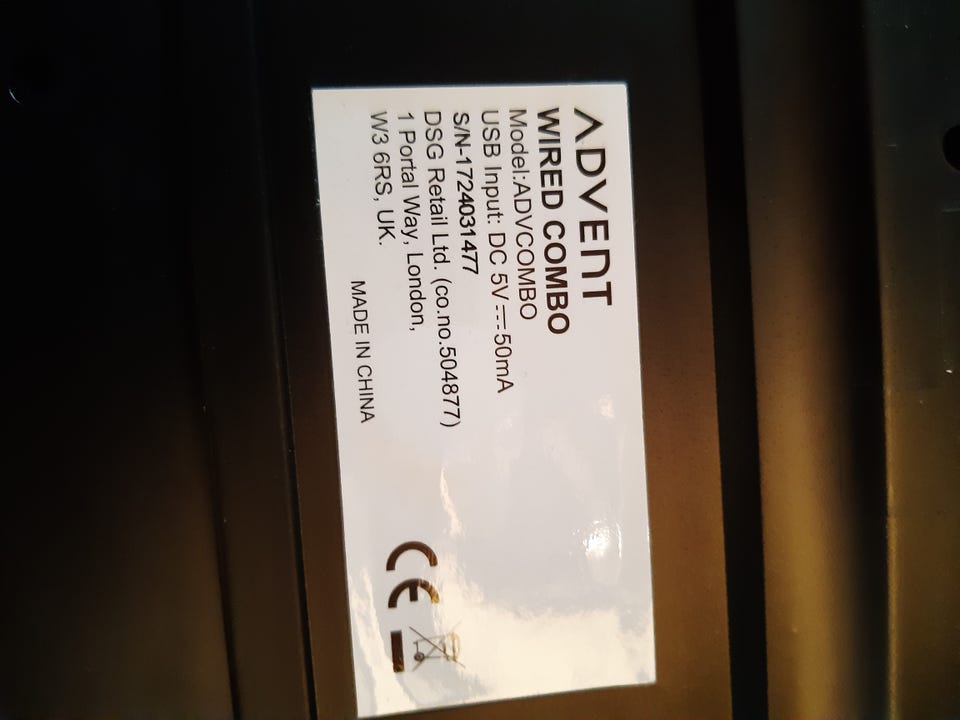 ADVENT
WIRED COMBO
Model:ADVCOMBO
USB Input: DC 5V⎓50mA
S/N-1724031477
DSG Retail Ltd. (co.no.504877)
1 Portal Way, London,
W3 6RS, UK.
MADE IN CHINA
CE